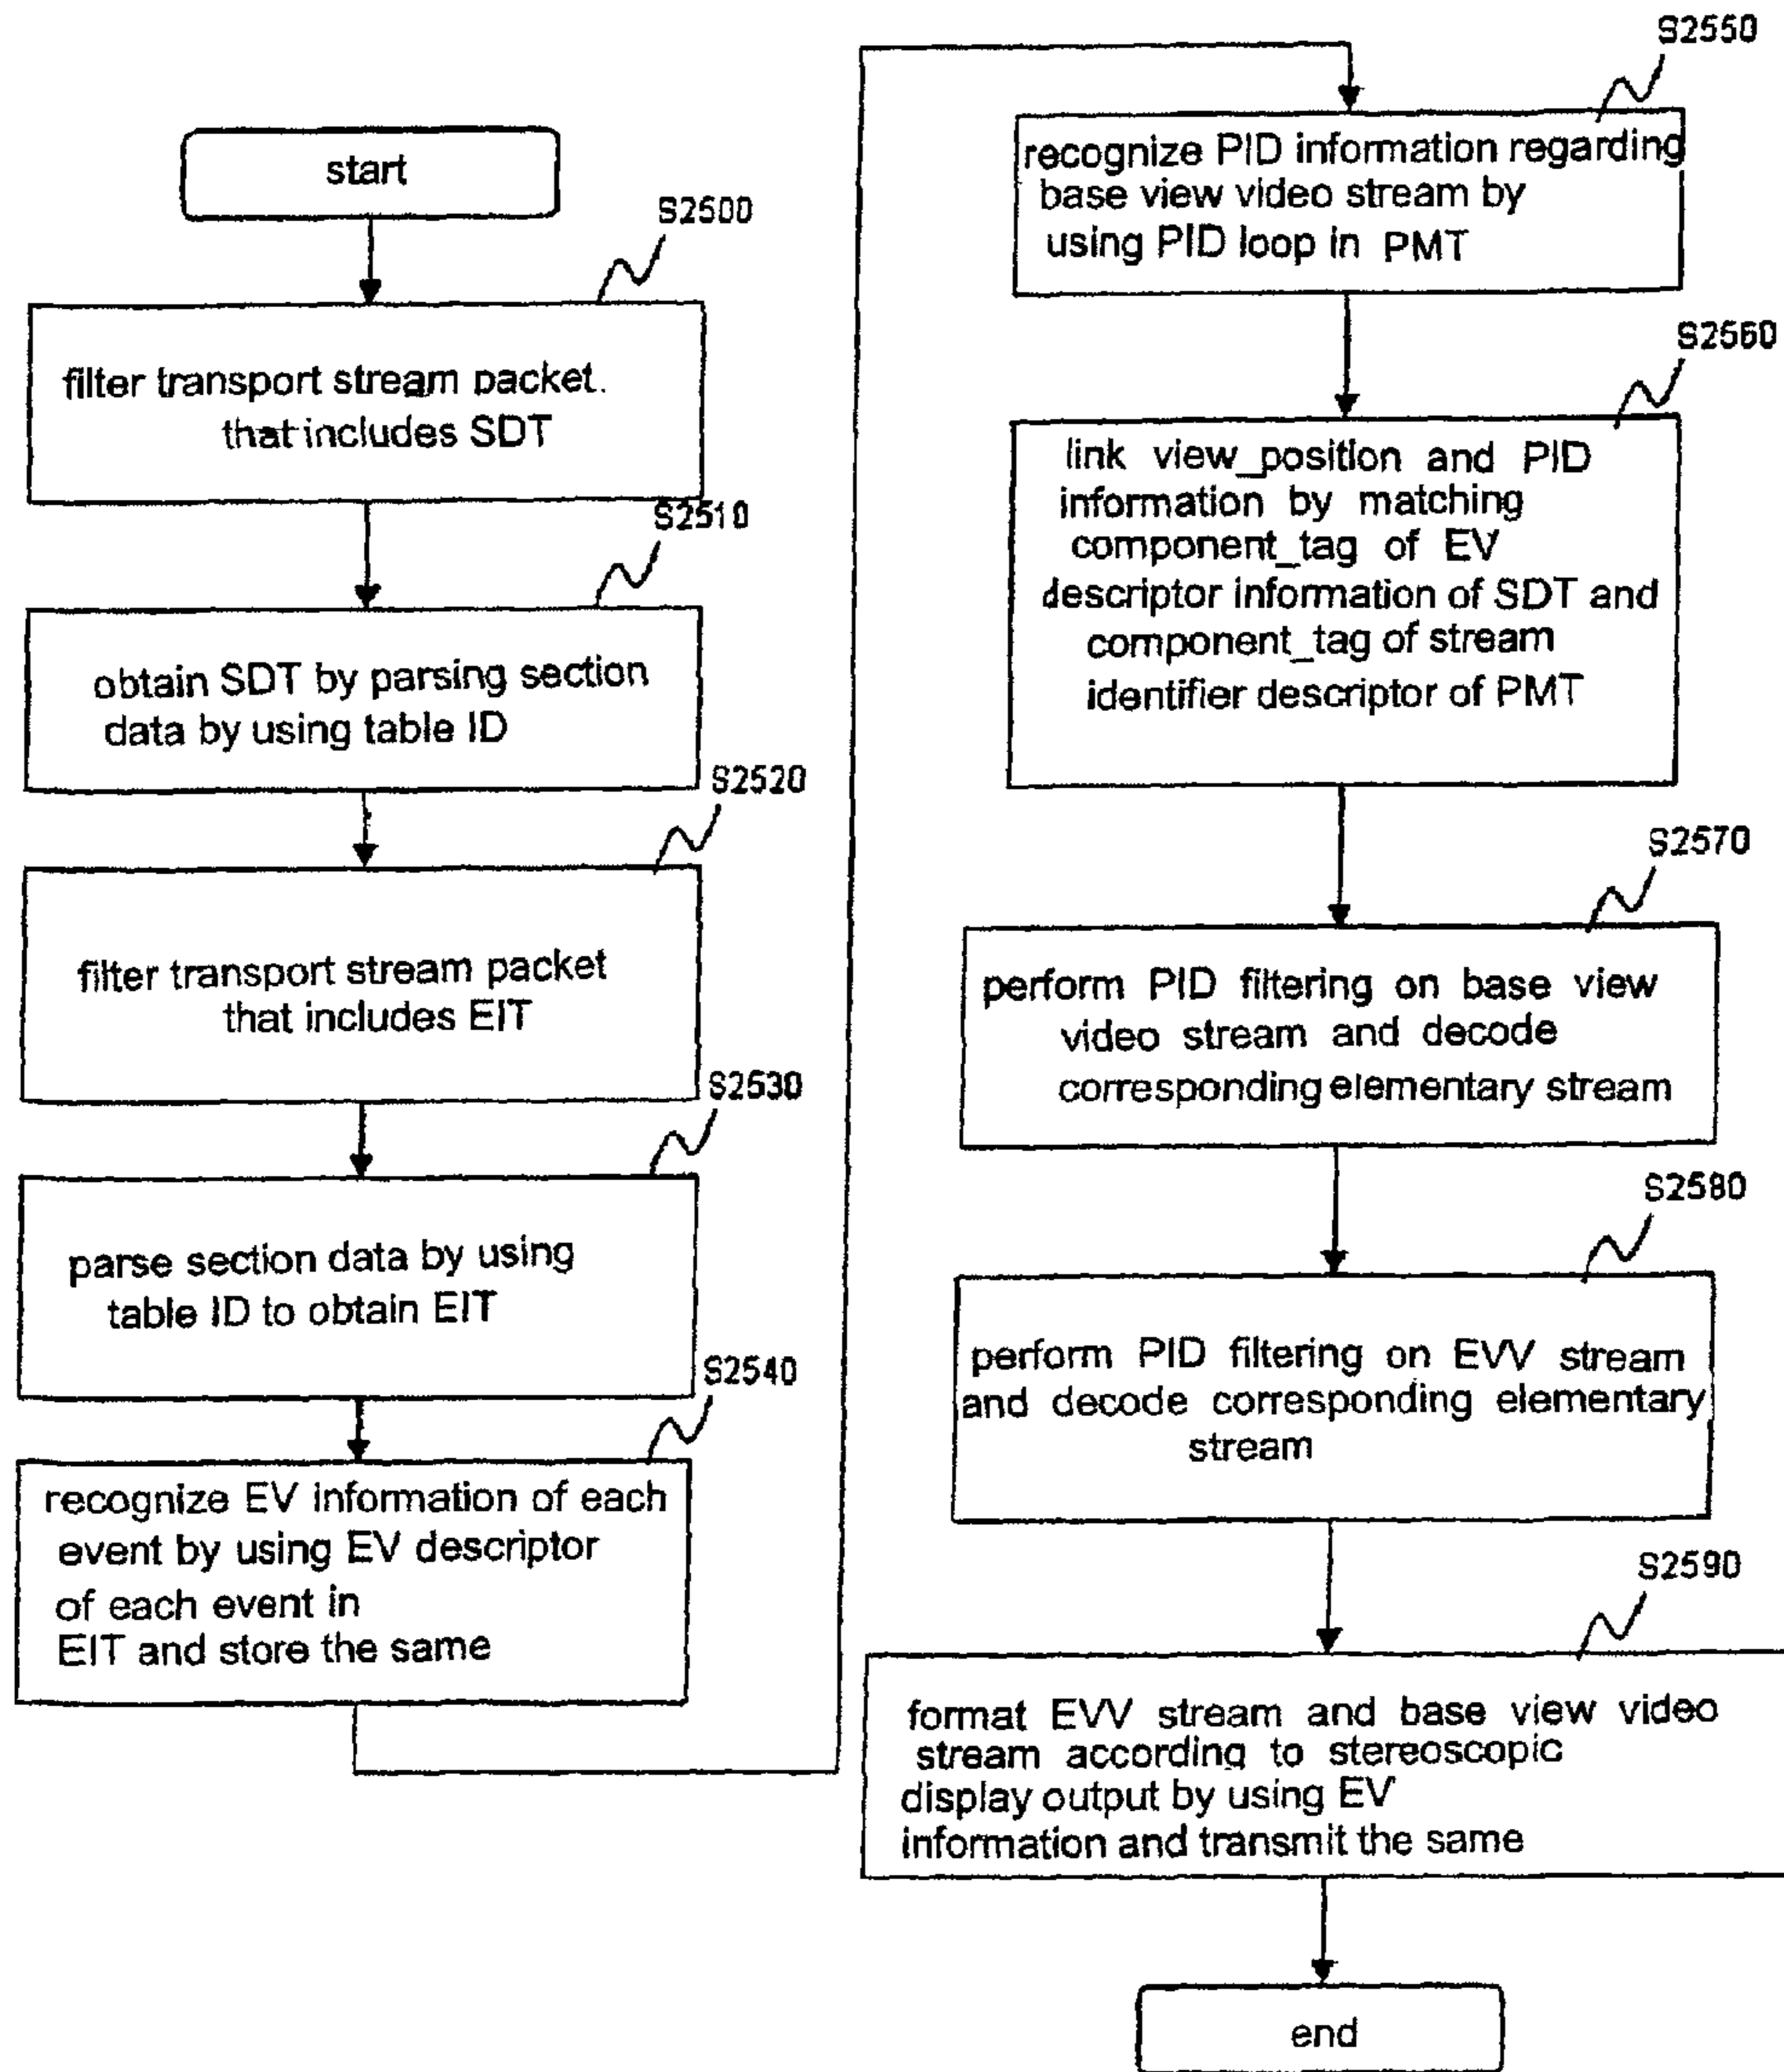 start
S2500
filter transport stream packet.
that includes SDT
S2510
obtain SDT by parsing section
data by using table ID
S2520
filter transport stream packet
that includes EIT
S2530
parse section data by using
table ID to obtain EIT
S2540
recognize EV information of each
event by using EV descriptor
of each event in
EIT and store the same
S2550
recognize PID information regarding
base view video stream by
using PID loop in PMT
S2560
link view_position and PID
information by matching
component_tag of EV
descriptor information of SDT and
component_tag of stream
identifier descriptor of PMT
S2570
perform PID filtering on base view
video stream and decode
corresponding elementary stream
S2580
perform PID filtering on EVV stream
and decode corresponding elementary
stream
S2590
format EVV stream and base view video
stream according to stereoscopic
display output by using EV
information and transmit the same
end